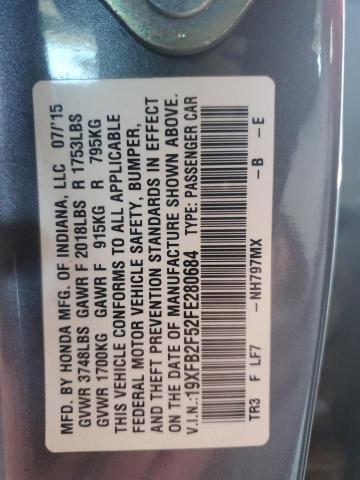 MFD. BY HONDA MFG. OF INDIANA, LLC 07/15
GVWR 3748LBS GAWR F 2018LBS R 1753LBS
GVWR 1700KG GAWR F 915KG R 795KG
THIS VEHICLE CONFORMS TO ALL APPLICABLE
FEDERAL MOTOR VEHICLE SAFETY, BUMPER,
AND THEFT PREVENTION STANDARDS IN EFFECT
ON THE DATE OF MANUFACTURE SHOWN ABOVE.
V.I.N.:19XFB2F52FE280684 TYPE: PASSENGER CAR
TR3 F LF7 -NH797MX -B -E